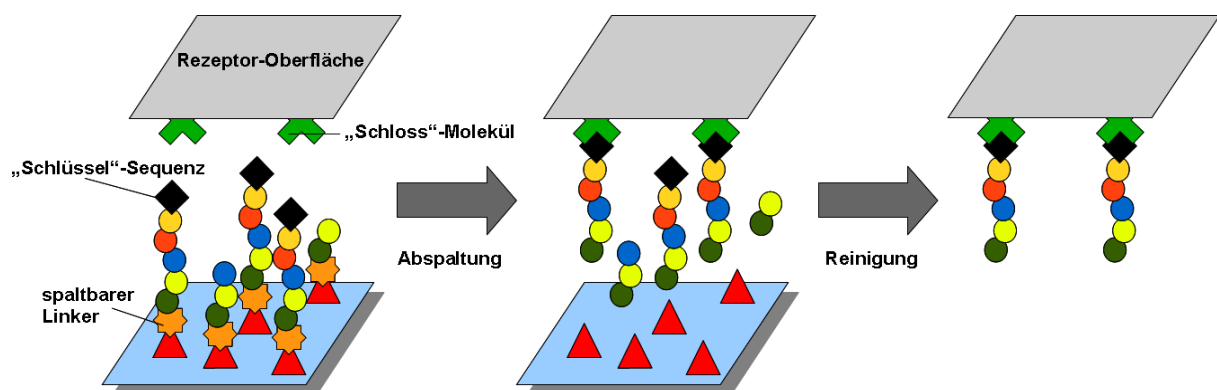 Rezeptor-Oberfläche
„Schloss“-Molekül
„Schlüssel“-Sequenz
Abspaltung
Reinigung
spaltbarer
Linker